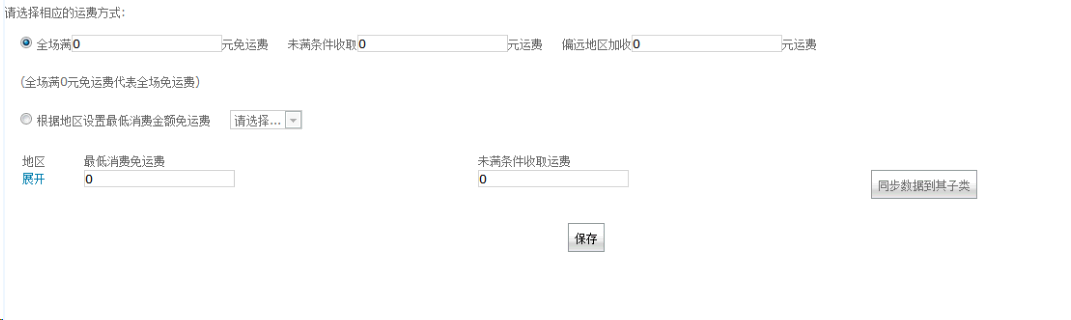 请选择相应的运费方式:
全场满0元免运费 未满条件收取0元运费 偏远地区加收0元运费
(全场满0元免运费代表全场免运费)
根据地区设置最低消费金额免运费 请选择...
地区 最低消费免运费 未满条件收取运费
展开 0 0 同步数据到其子类
保存